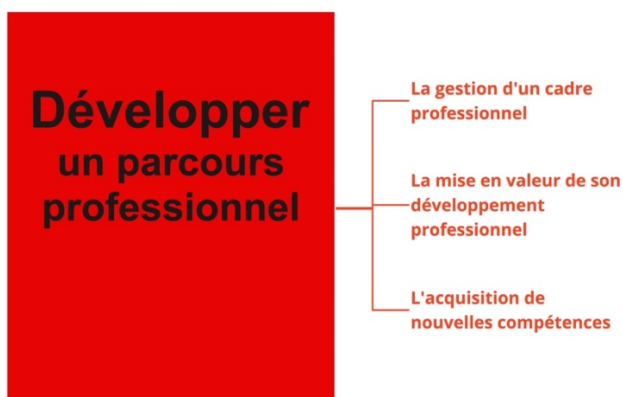 Développer
un parcours
professionnel
La gestion d'un cadre
professionnel
La mise en valeur de son
développement
professionnel
L'acquisition de
nouvelles compétences